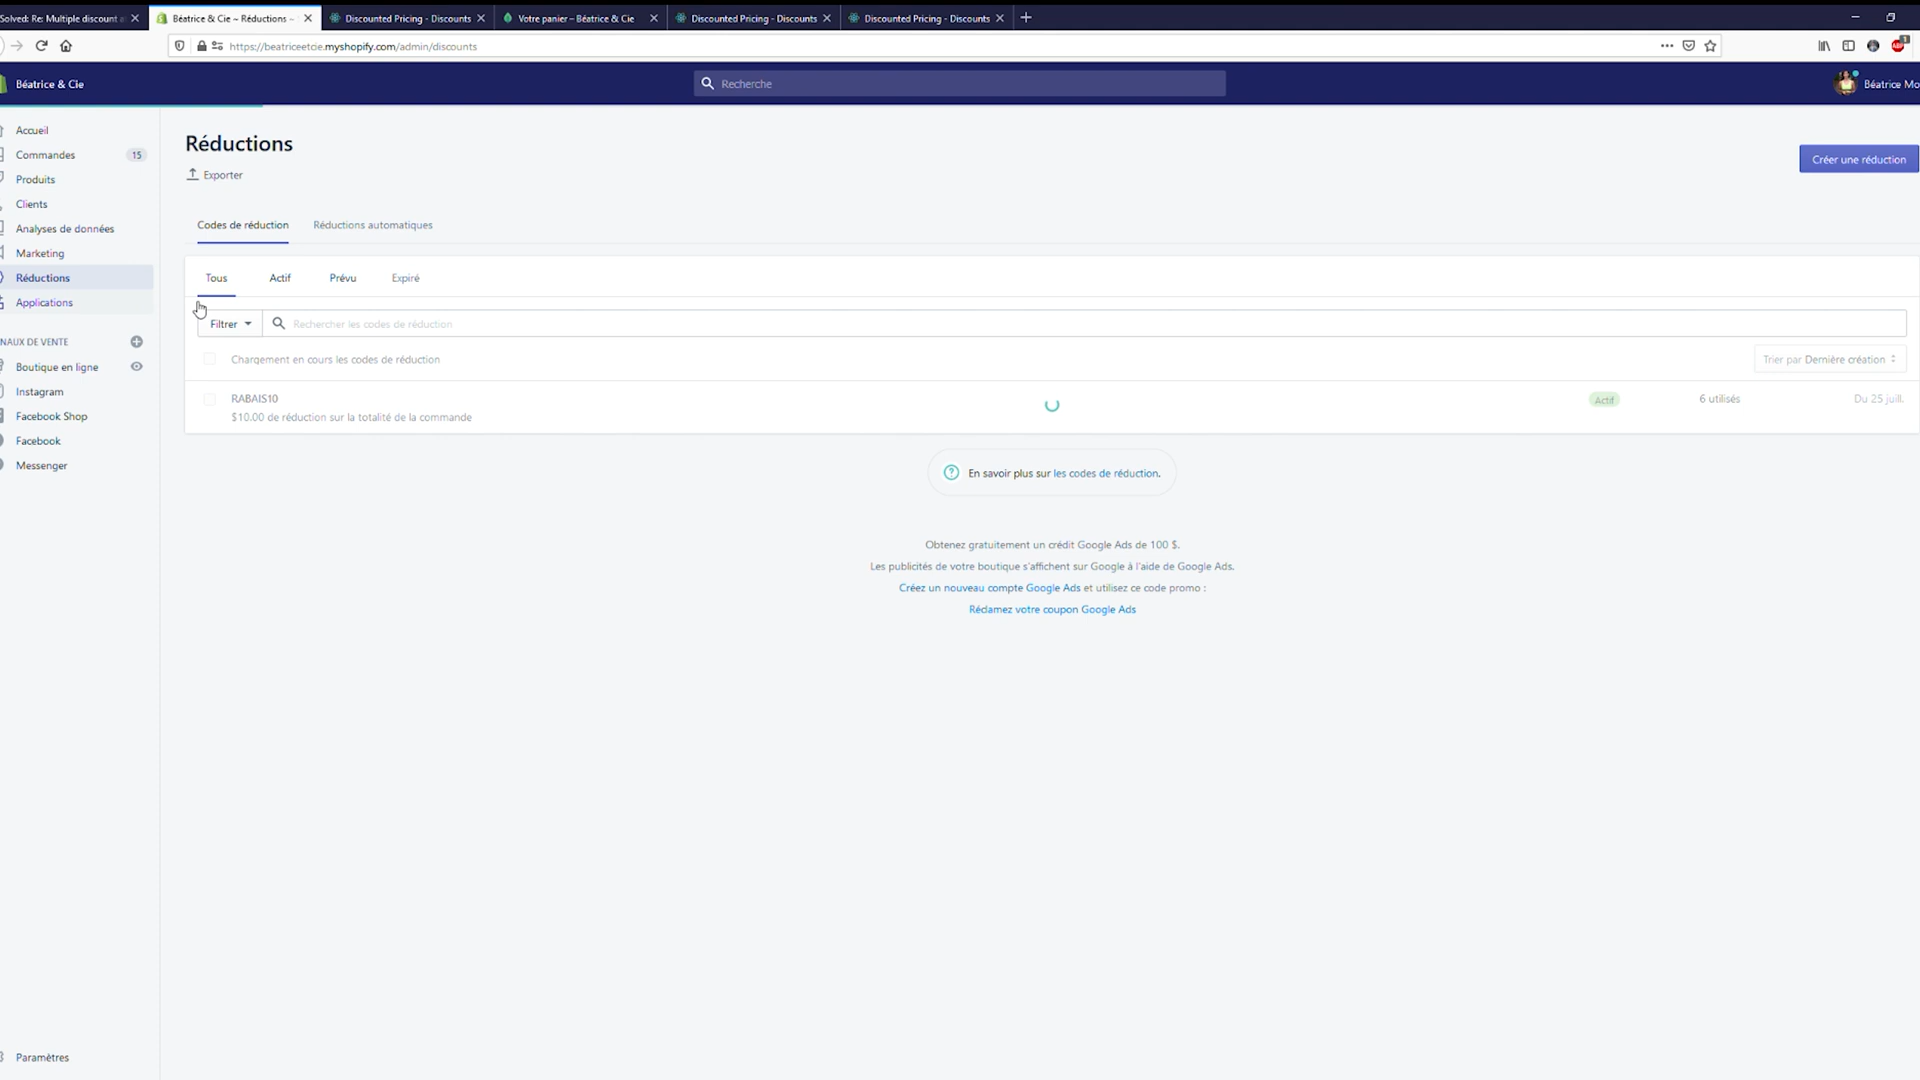 Solved: Re: Multiple discount a
Béatrice & Cie ~ Réductions ~
Discounted Pricing - Discounts
Votre panier – Béatrice & Cie
Discounted Pricing - Discounts
Discounted Pricing - Discounts
https://beatriceetcie.myshopify.com/admin/discounts
ABP
1
Béatrice & Cie
Recherche
Béatrice Mo
Accueil
Commandes
15
Produits
Clients
Analyses de données
Marketing
Réductions
Applications
NAUX DE VENTE
Boutique en ligne
Instagram
Facebook Shop
Facebook
Messenger
Paramètres
Réductions
Exporter
Créer une réduction
Codes de réduction
Réductions automatiques
Tous
Actif
Prévu
Expiré
Filtrer
Rechercher les codes de réduction
Chargement en cours les codes de réduction
Trier par Dernière création
RABAIS10
Actif
6 utilisés
Du 25 juill.
$10.00 de réduction sur la totalité de la commande
En savoir plus sur les codes de réduction.
Obtenez gratuitement un crédit Google Ads de 100 $.
Les publicités de votre boutique s'affichent sur Google à l'aide de Google Ads.
Créez un nouveau compte Google Ads et utilisez ce code promo :
Réclamez votre coupon Google Ads